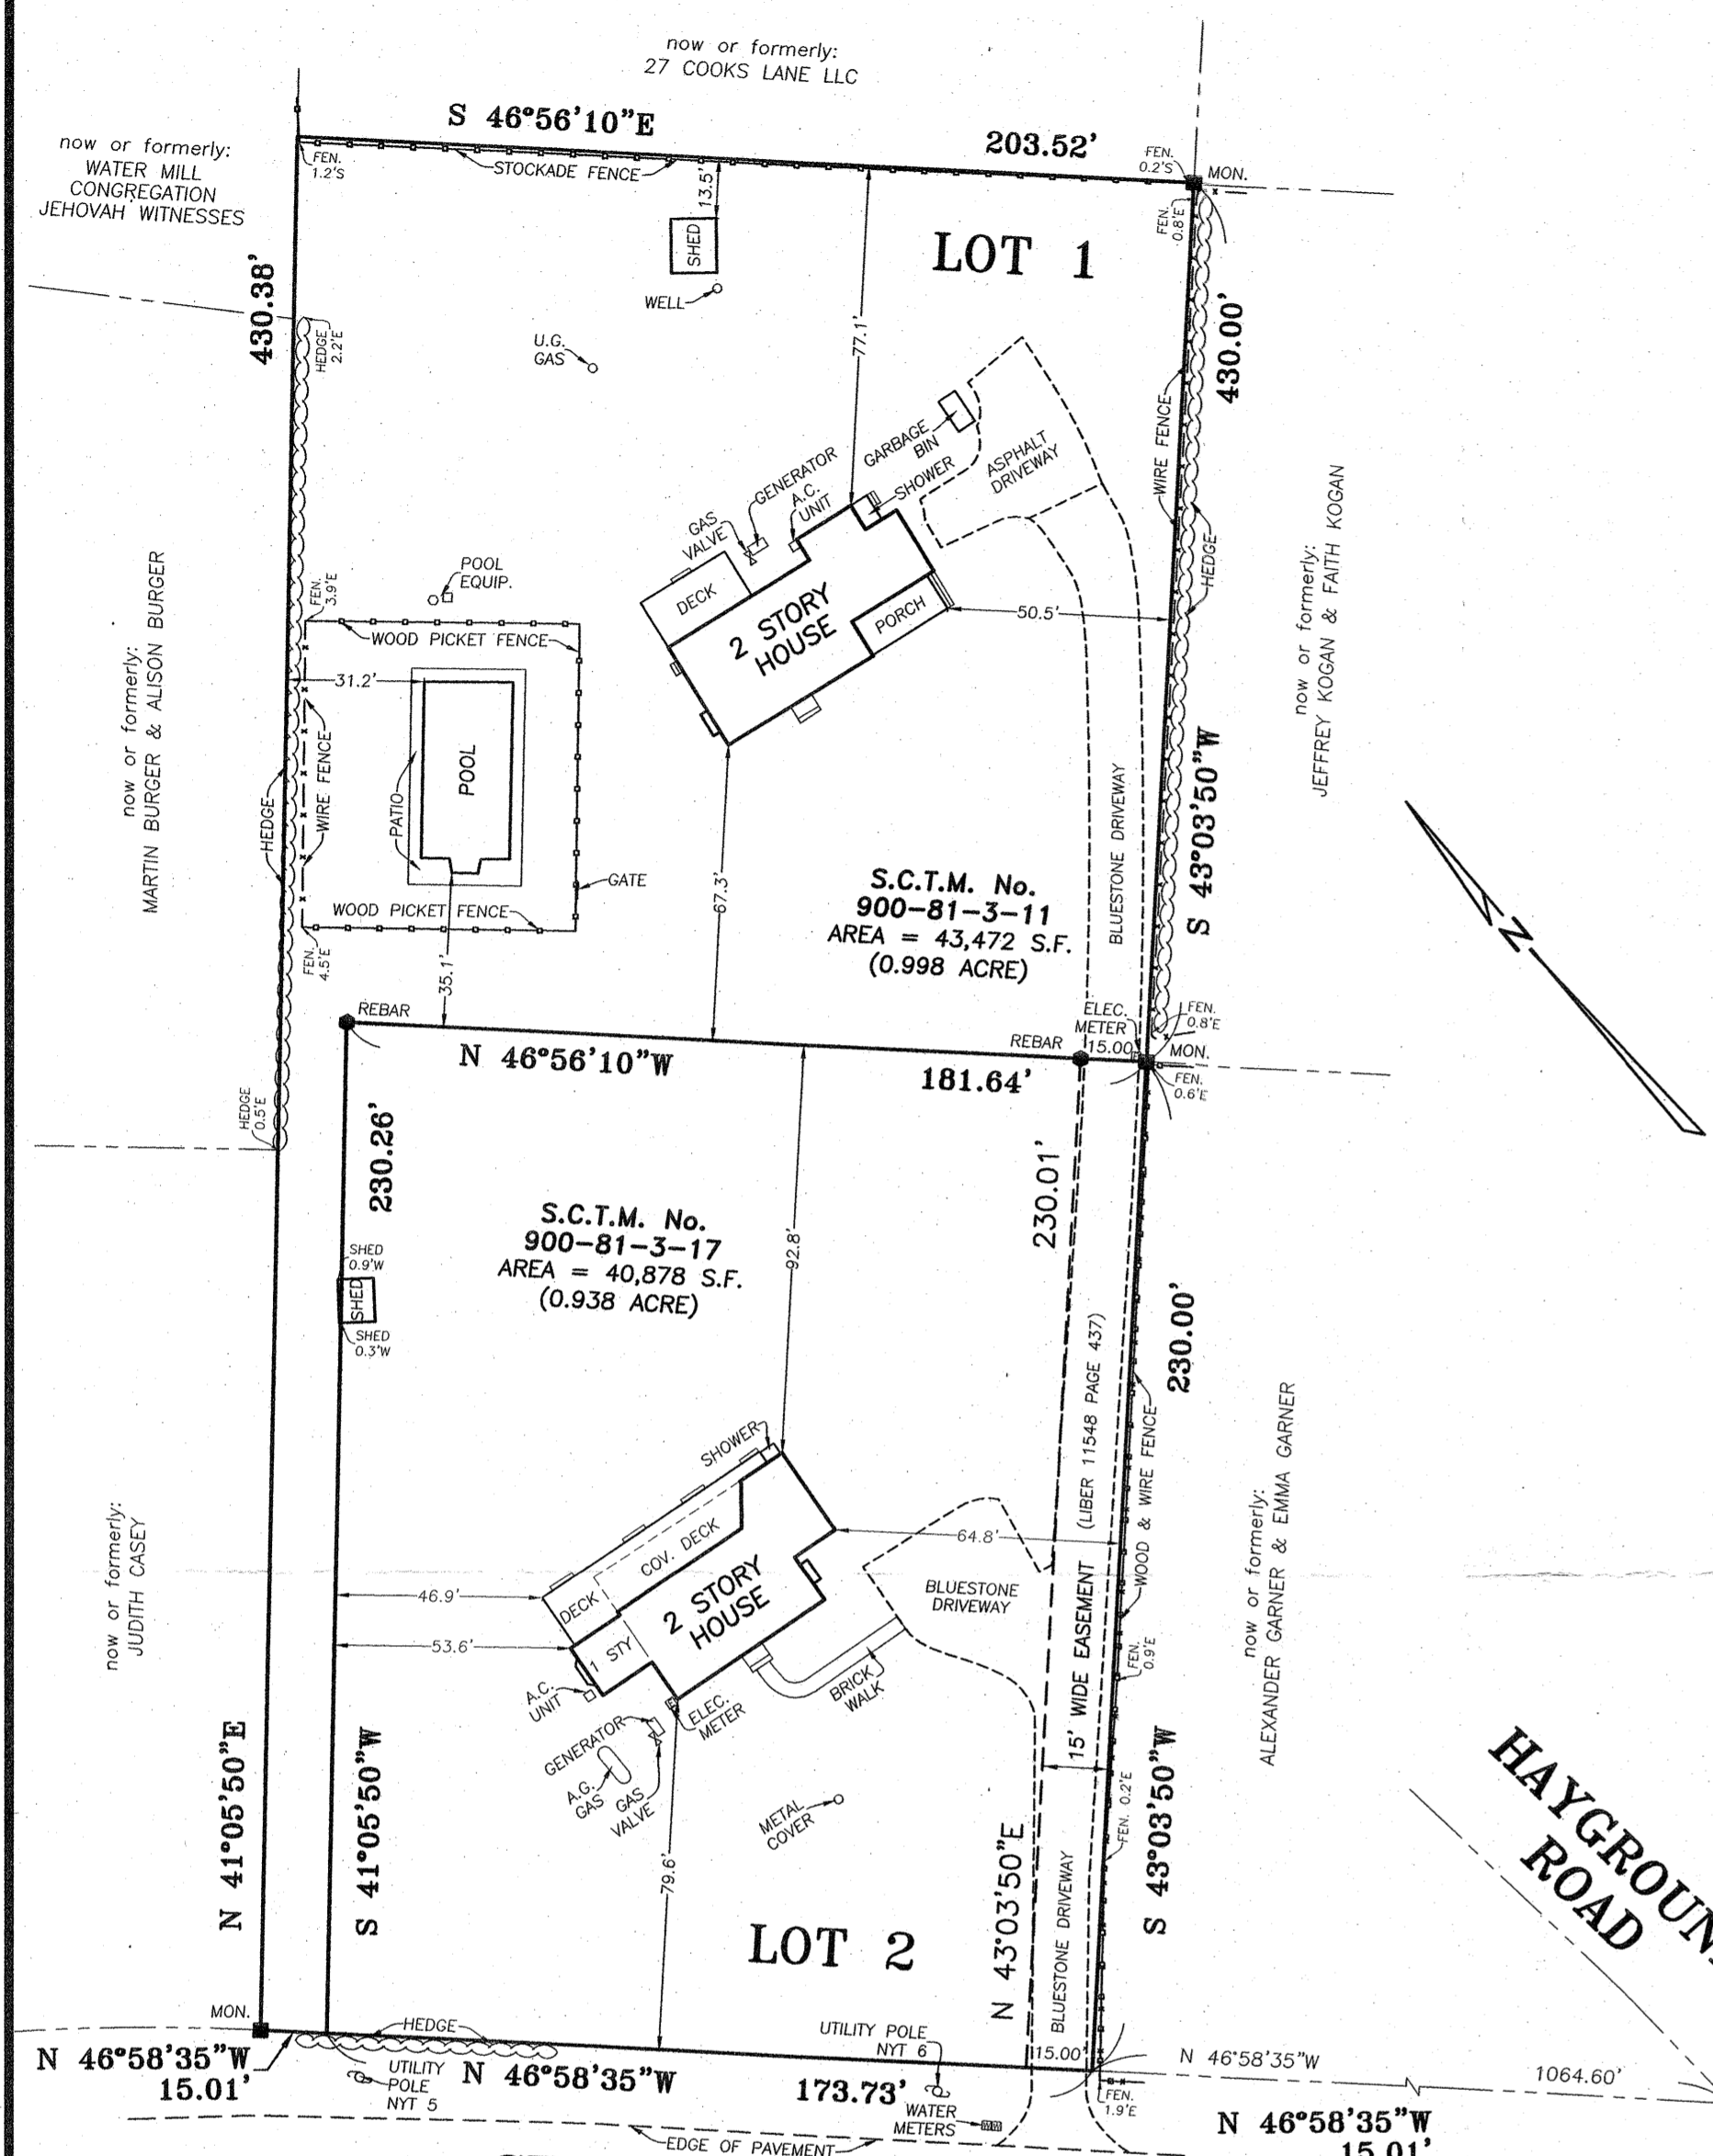 now or formerly:
27 COOKS LANE LLC
S 46°56'10"E
203.52'
now or formerly:
WATER MILL
CONGREGATION
JEHOVAH WITNESSES
FEN.
1.2'S
STOCKADE FENCE
13.5'
FEN.
0.2'S
MON.
FEN.
0.8'E
SHED
LOT 1
WELL
430.38'
HEDGE
2.2'E
U.G.
GAS
77.1'
430.00'
GARBAGE
BIN
ASPHALT
DRIVEWAY
WIRE FENCE
SHOWER
GENERATOR
A.C.
UNIT
GAS
VALVE
HEDGE
now or formerly:
JEFFREY KOGAN & FAITH KOGAN
POOL
EQUIP.
FEN.
3.9'E
WOOD PICKET FENCE
DECK
2 STORY
HOUSE
PORCH
50.5'
now or formerly:
MARTIN BURGER & ALISON BURGER
31.2'
POOL
PATIO
WIRE FENCE
HEDGE
GATE
WOOD PICKET FENCE
FEN.
4.5'E
35.1'
67.3'
S.C.T.M. No.
900-81-3-11
AREA = 43,472 S.F.
(0.998 ACRE)
BLUESTONE DRIVEWAY
S 43°03'50"W
N
REBAR
N 46°56'10"W
181.64'
REBAR
ELEC.
METER
15.00'
FEN.
0.8'E
MON.
FEN.
0.6'E
HEDGE
0.5'E
230.26'
230.01'
S.C.T.M. No.
900-81-3-17
AREA = 40,878 S.F.
(0.938 ACRE)
92.8'
SHED
0.9'W
SHED
SHED
0.3'W
230.00'
(LIBER 11548 PAGE 437)
15' WIDE EASEMENT
WOOD & WIRE FENCE
now or formerly:
ALEXANDER GARNER & EMMA GARNER
now or formerly:
JUDITH CASEY
SHOWER
COV. DECK
DECK
2 STORY
HOUSE
1 STY
46.9'
53.6'
64.8'
BLUESTONE
DRIVEWAY
BRICK
WALK
FEN.
0.9'E
A.C.
UNIT
ELEC.
METER
GENERATOR
A.G.
GAS
GAS
VALVE
METAL
COVER
79.6'
FEN. 0.2'E
N 41°05'50"E
S 41°05'50"W
N 43°03'50"E
BLUESTONE DRIVEWAY
S 43°03'50"W
LOT 2
ROAD
MON.
HEDGE
N 46°58'35"W
15.01'
UTILITY
POLE
NYT 5
N 46°58'35"W
173.73'
UTILITY POLE
NYT 6
15.00'
WATER
METERS
FEN.
1.9'E
N 46°58'35"W
1064.60'
N 46°58'35"W
EDGE OF PAVEMENT